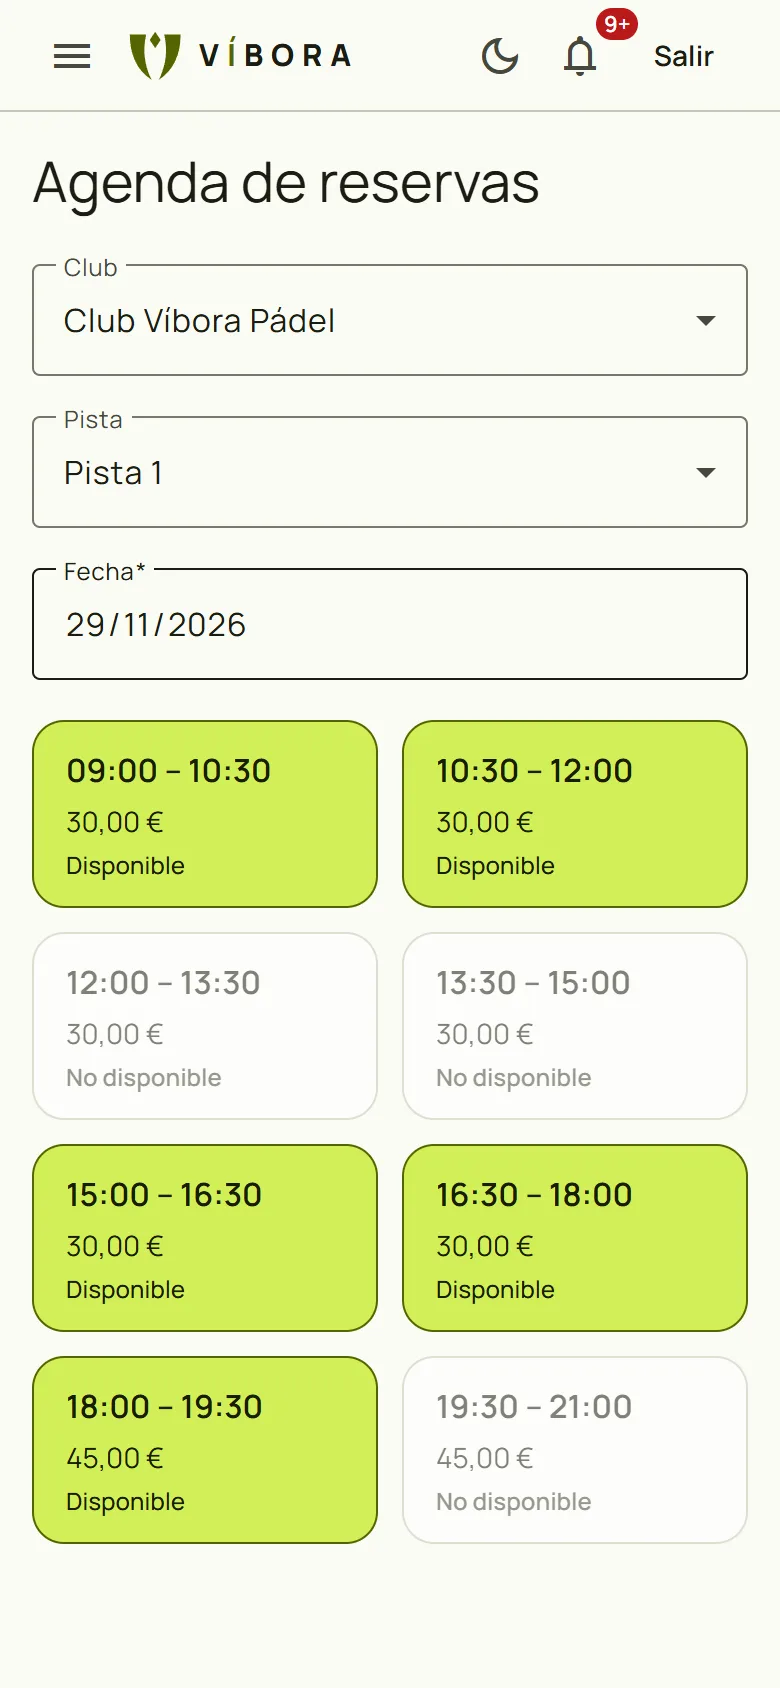 VÍBORA
9+
Salir
Agenda de reservas
Club
Club Víbora Pádel
Pista
Pista 1
Fecha*
29/11/2026
09:00 – 10:30
30,00 €
Disponible
10:30 – 12:00
30,00 €
Disponible
12:00 – 13:30
30,00 €
No disponible
13:30 – 15:00
30,00 €
No disponible
15:00 – 16:30
30,00 €
Disponible
16:30 – 18:00
30,00 €
Disponible
18:00 – 19:30
45,00 €
Disponible
19:30 – 21:00
45,00 €
No disponible